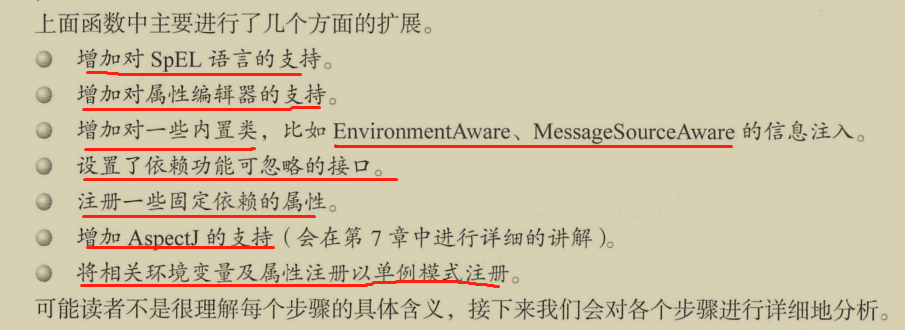 上面函数中主要进行了几个方面的扩展。
增加对 SpEL 语言的支持。
增加对属性编辑器的支持。
增加对一些内置类，比如 EnvironmentAware、MessageSourceAware 的信息注入。
设置了依赖功能可忽略的接口。
注册一些固定依赖的属性。
增加 AspectJ 的支持（会在第 7 章中进行详细的讲解）。
将相关环境变量及属性注册以单例模式注册。
可能读者不是很理解每个步骤的具体含义，接下来我们会对各个步骤进行详细地分析。